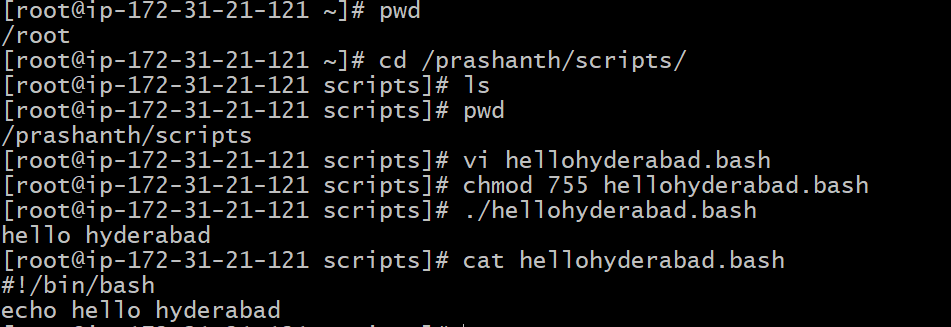 [root@ip-172-31-21-121 ~]# pwd
/root
[root@ip-172-31-21-121 ~]# cd /prashanth/scripts/
[root@ip-172-31-21-121 scripts]# ls
[root@ip-172-31-21-121 scripts]# pwd
/prashanth/scripts
[root@ip-172-31-21-121 scripts]# vi hellohyderabad.bash
[root@ip-172-31-21-121 scripts]# chmod 755 hellohyderabad.bash
[root@ip-172-31-21-121 scripts]# ./hellohyderabad.bash
hello hyderabad
[root@ip-172-31-21-121 scripts]# cat hellohyderabad.bash
#!/bin/bash
echo hello hyderabad